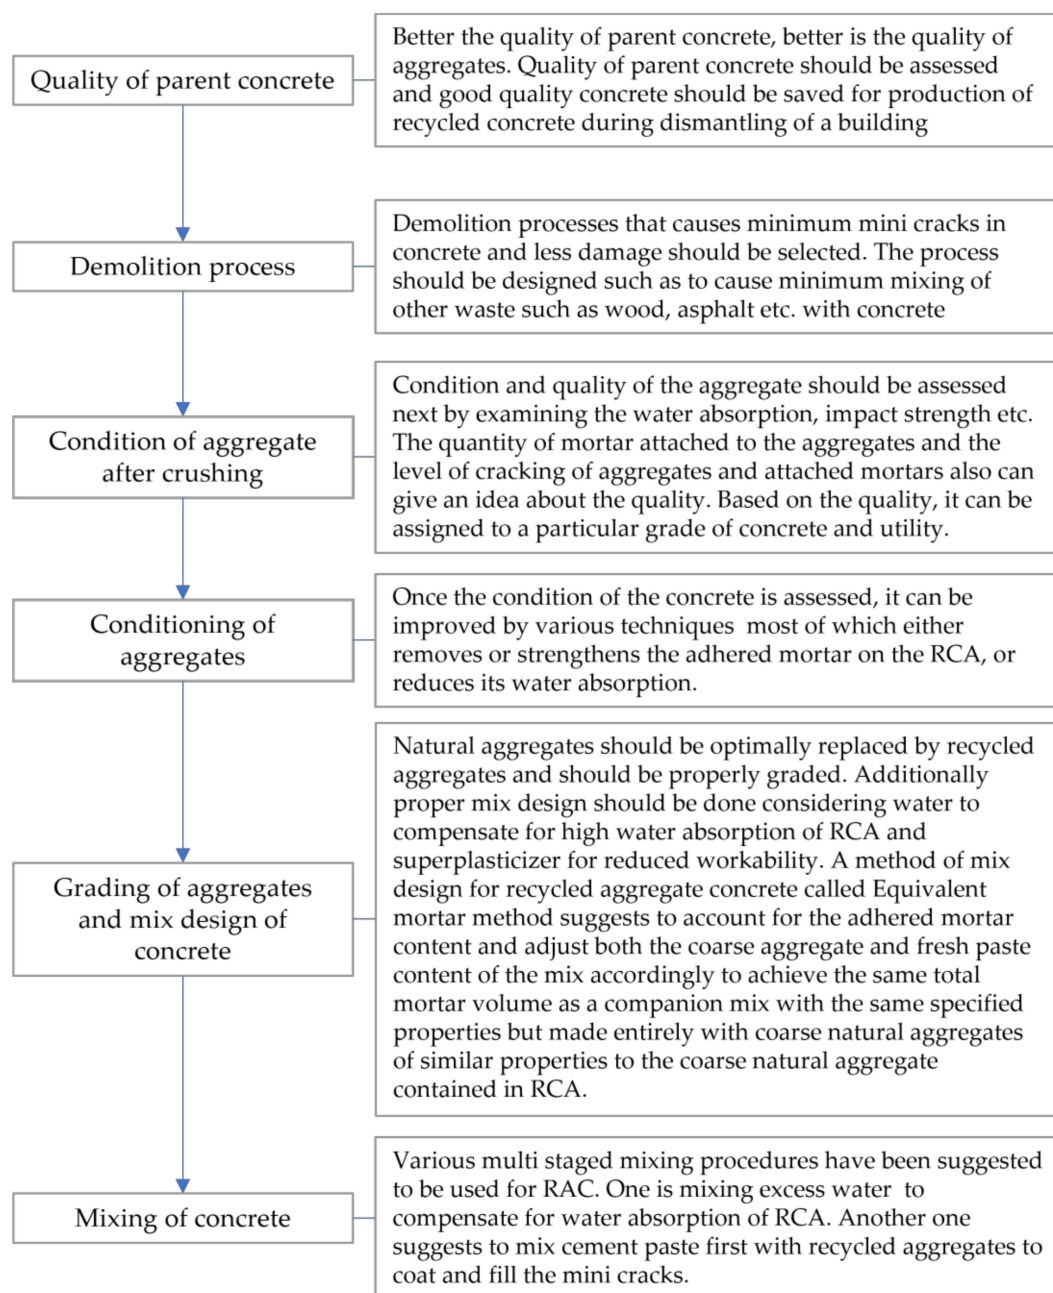 Quality of parent concrete
Better the quality of parent concrete, better is the quality of
aggregates. Quality of parent concrete should be assessed
and good quality concrete should be saved for production of
recycled concrete during dismantling of a building
Demolition process
Demolition processes that causes minimum mini cracks in
concrete and less damage should be selected. The process
should be designed such as to cause minimum mixing of
other waste such as wood, asphalt etc. with concrete
Condition of aggregate
after crushing
Condition and quality of the aggregate should be assessed
next by examining the water absorption, impact strength etc.
The quantity of mortar attached to the aggregates and the
level of cracking of aggregates and attached mortars also can
give an idea about the quality. Based on the quality, it can be
assigned to a particular grade of concrete and utility.
Conditioning of
aggregates
Once the condition of the concrete is assessed, it can be
improved by various techniques most of which either
removes or strengthens the adhered mortar on the RCA, or
reduces its water absorption.
Grading of aggregates
and mix design of
concrete
Natural aggregates should be optimally replaced by recycled
aggregates and should be properly graded. Additionally
proper mix design should be done considering water to
compensate for high water absorption of RCA and
superplasticizer for reduced workability. A method of mix
design for recycled aggregate concrete called Equivalent
mortar method suggests to account for the adhered mortar
content and adjust both the coarse aggregate and fresh paste
content of the mix accordingly to achieve the same total
mortar volume as a companion mix with the same specified
properties but made entirely with coarse natural aggregates
of similar properties to the coarse natural aggregate
contained in RCA.
Mixing of concrete
Various multi staged mixing procedures have been suggested
to be used for RAC. One is mixing excess water to
compensate for water absorption of RCA. Another one
suggests to mix cement paste first with recycled aggregates to
coat and fill the mini cracks.